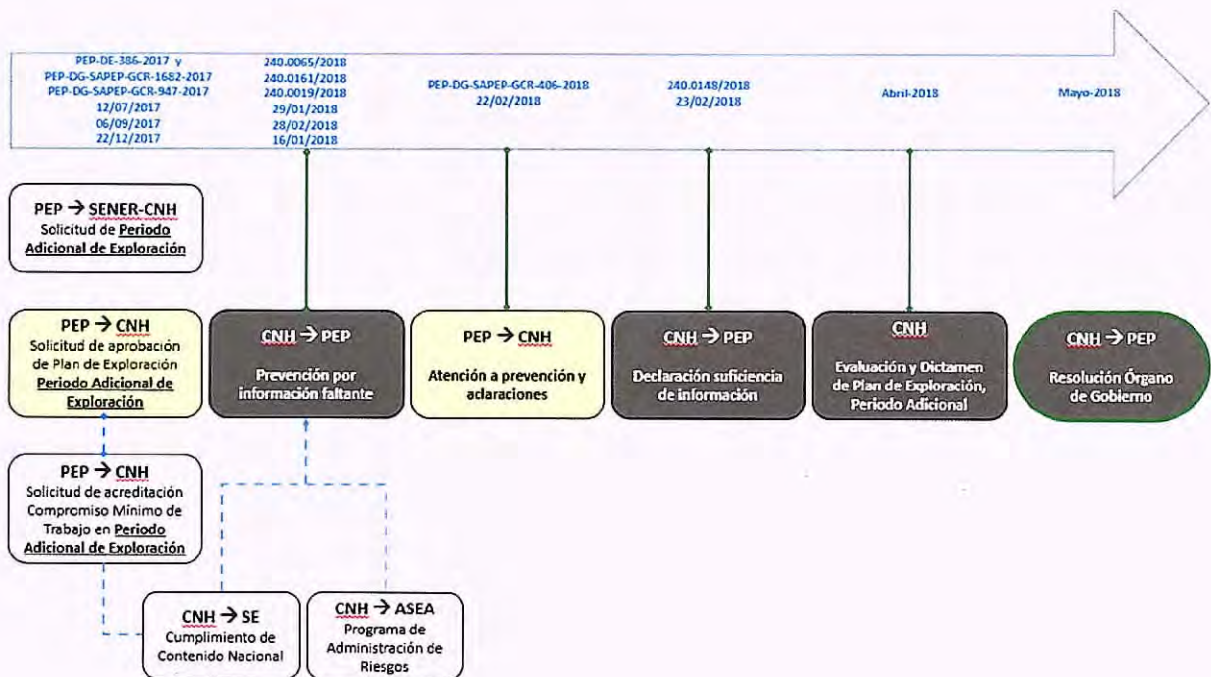 PEP-DE-386-2017 y
PEP-DG-SAPEP-GCR-1682-2017
PEP-DG-SAPEP-GCR-947-2017
12/07/2017
06/09/2017
22/12/2017
240.0065/2018
240.0161/2018
240.0019/2018
29/01/2018
28/02/2018
16/01/2018
PEP-DG-SAPEP-GCR-406-2018
22/02/2018
240.0148/2018
23/02/2018
Abril-2018
Mayo-2018
PEP → SENER-CNH
Solicitud de Periodo
Adicional de Exploración
PEP → CNH
Solicitud de aprobación
de Plan de Exploración
Periodo Adicional de
Exploración
CNH → PEP
Prevención por
información faltante
PEP → CNH
Atención a prevención y
aclaraciones
CNH → PEP
Declaración suficiencia
de información
CNH
Evaluación y Dictamen
de Plan de Exploración,
Periodo Adicional
CNH → PEP
Resolución Órgano
de Gobierno
PEP → CNH
Solicitud de acreditación
Compromiso Mínimo de
Trabajo en Periodo
Adicional de Exploración
CNH → SE
Cumplimiento de
Contenido Nacional
CNH → ASEA
Programa de
Administración de
Riesgos